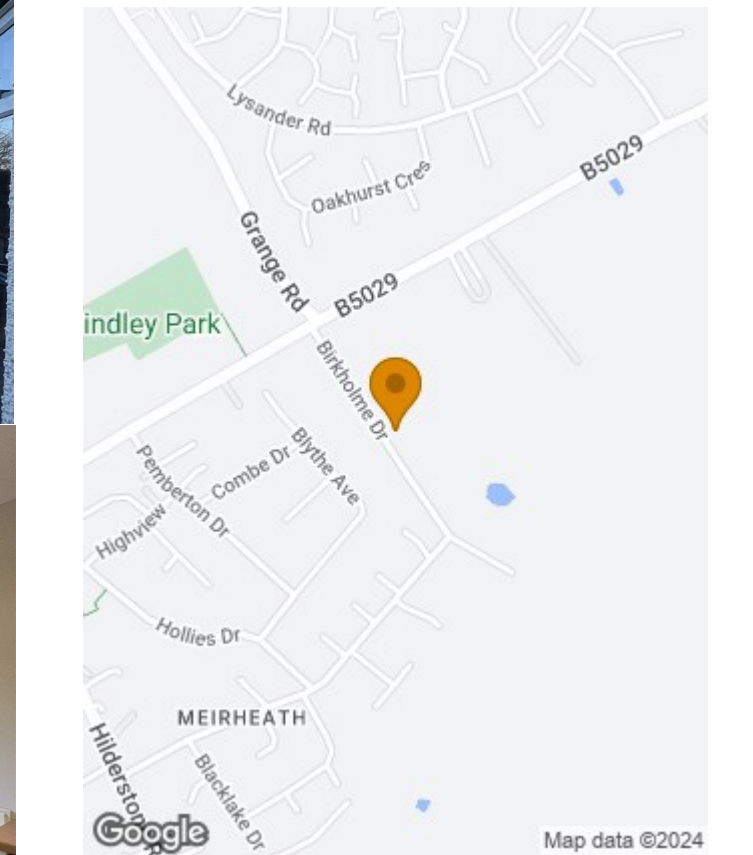 Lysander Rd
Oakhurst Cres
B5029
Grange Rd
B5029
indley Park
Birkholme Dr
Blythe Ave
Combe Dr
Pemberton Dr
Highview
Hollies Dr
MEIRHEATH
Hilderstone R
Blacklake Dr
Google
Map data ©2024